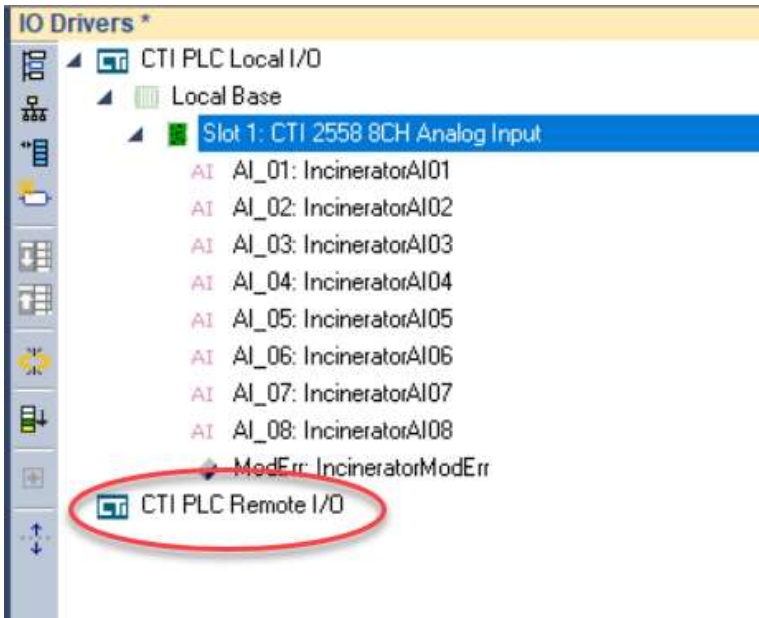 IO Drivers *
CTI PLC Local I/O
Local Base
Slot 1: CTI 2558 8CH Analog Input
AI AI_01: IncineratorAI01
AI AI_02: IncineratorAI02
AI AI_03: IncineratorAI03
AI AI_04: IncineratorAI04
AI AI_05: IncineratorAI05
AI AI_06: IncineratorAI06
AI AI_07: IncineratorAI07
AI AI_08: IncineratorAI08
ModErr: IncineratorModErr
CTI PLC Remote I/O